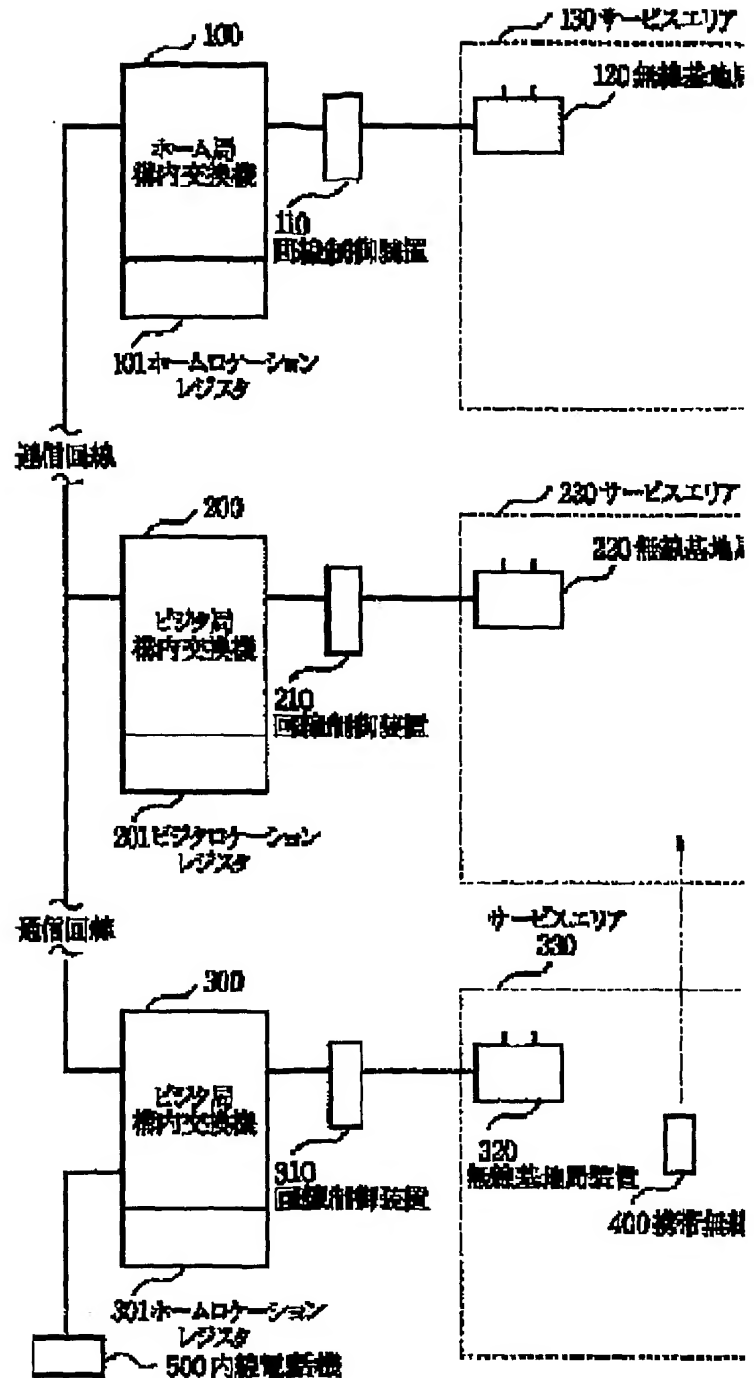 100
130サービスエリア
120無線基地局
ホーム局
構内交換機
110
回線制御装置
101ホームロケーション
レジスタ
通信回線
200
230サービスエリア
220無線基地局
ビジタ局
構内交換機
210
回線制御装置
201ビジタロケーション
レジスタ
通信回線
サービスエリア
330
300
ビジタ局
構内交換機
310
回線制御装置
320
無線基地局装置
400携帯無線
301ホームロケーション
レジスタ
500内線電話機